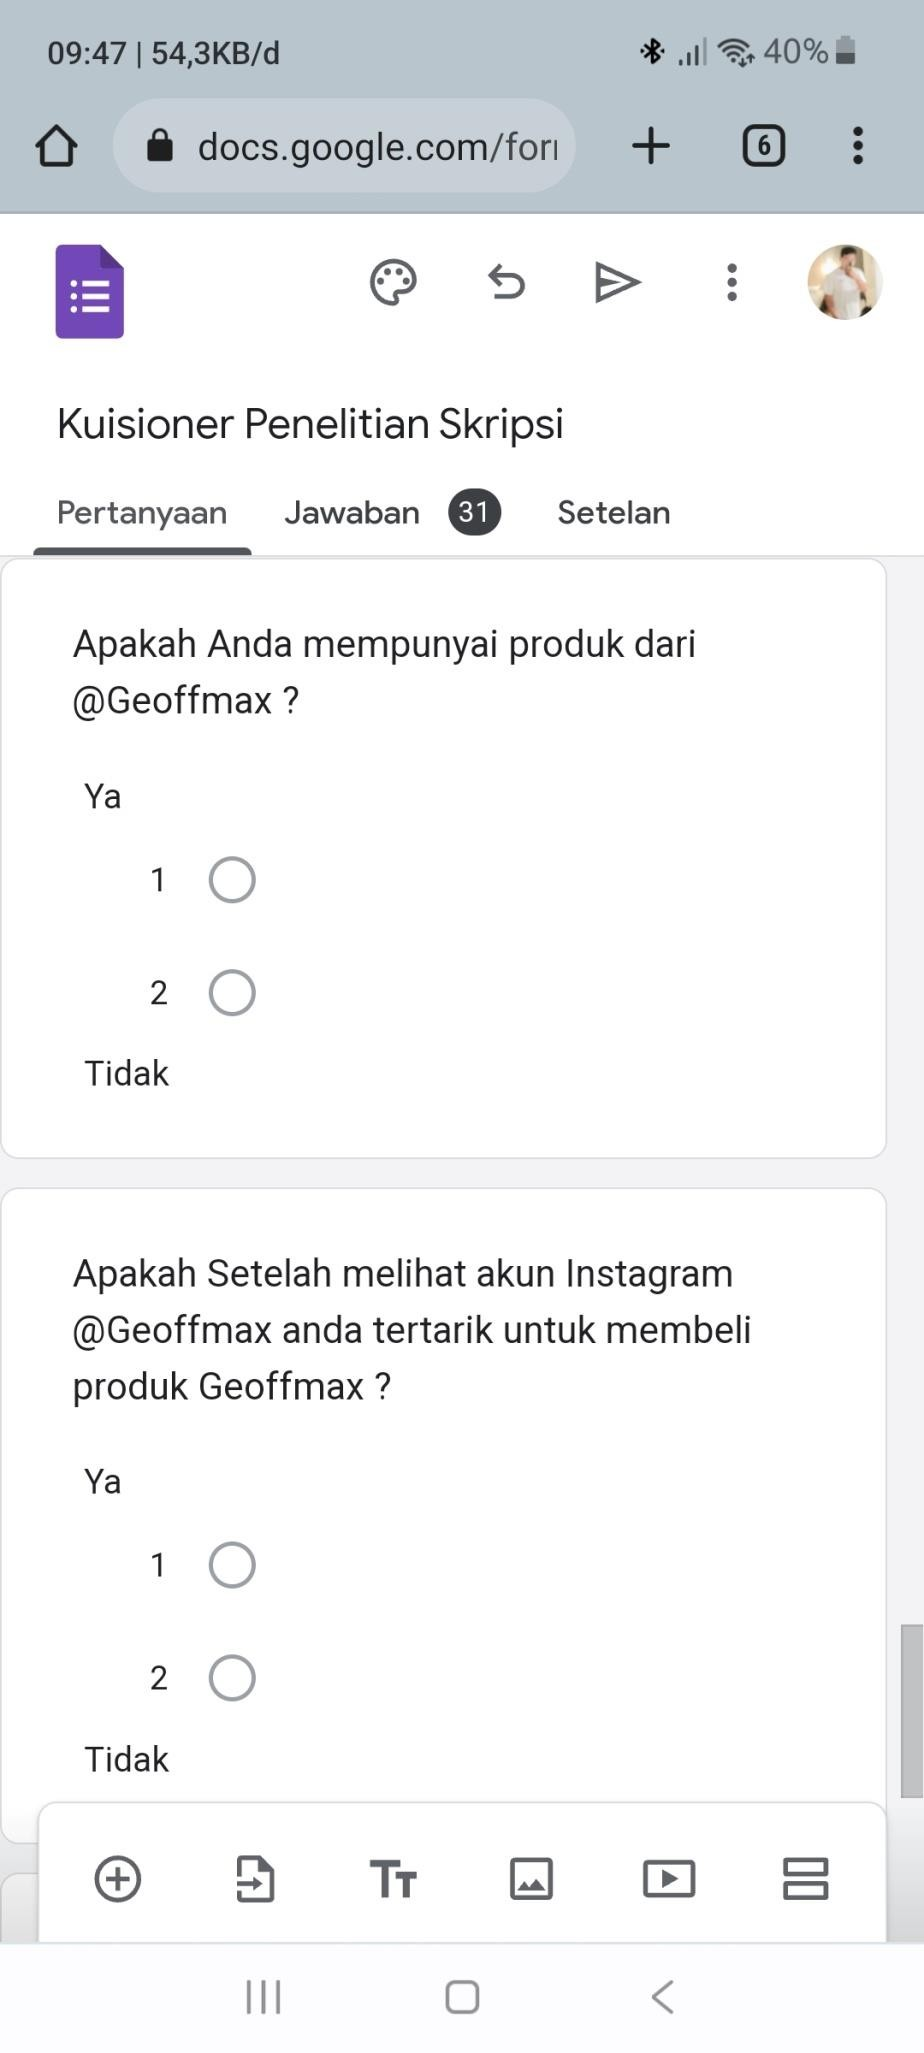 09:47 | 54,3KB/d
40%
docs.google.com/for
6
Kuisioner Penelitian Skripsi
Pertanyaan Jawaban 31 Setelan
Apakah Anda mempunyai produk dari
@Geoffmax ?
Ya
1
2
Tidak
Apakah Setelah melihat akun Instagram
@Geoffmax anda tertarik untuk membeli
produk Geoffmax ?
Ya
1
2
Tidak
Tт